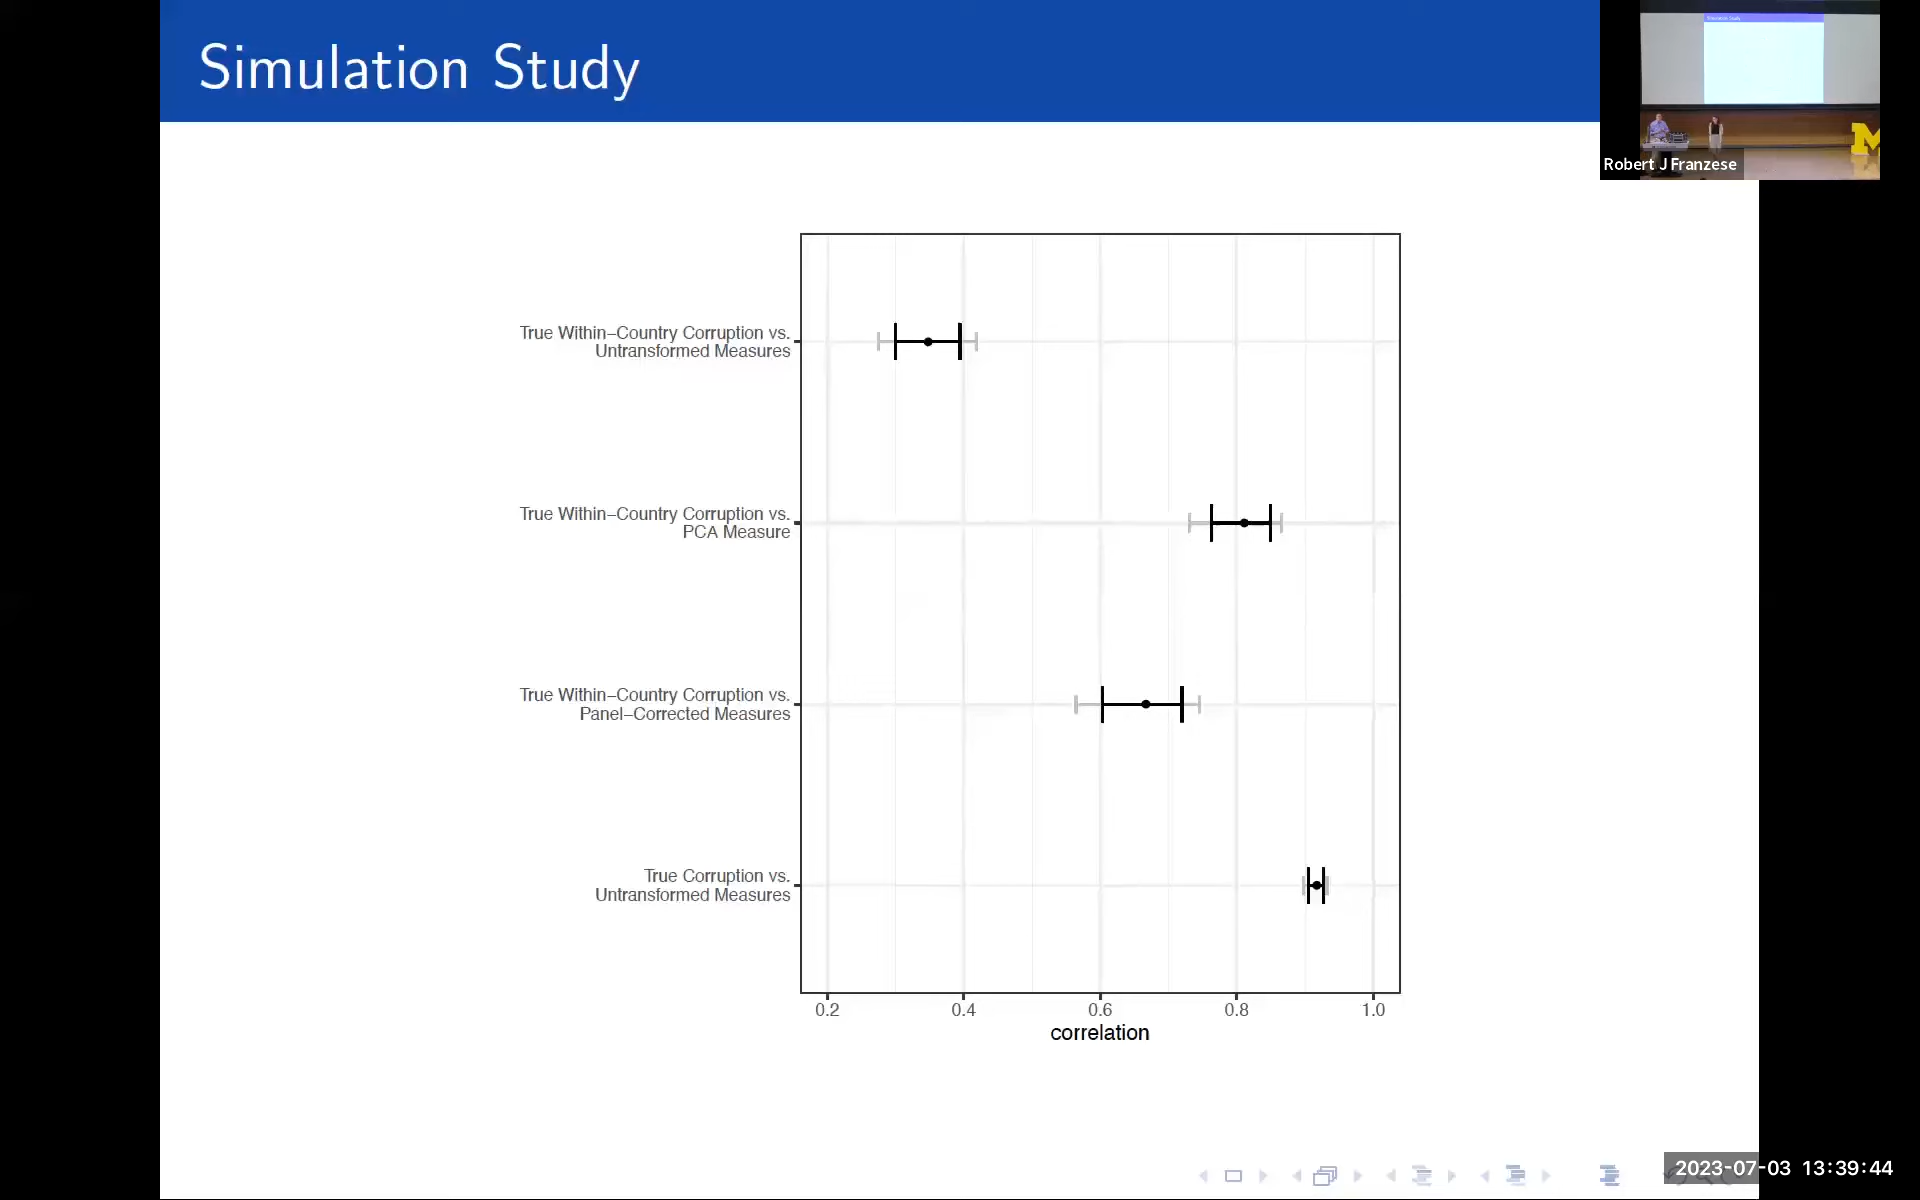 Simulation Study
Robert J Franzese
True Within–Country Corruption vs.
Untransformed Measures
True Within–Country Corruption vs.
PCA Measure
True Within–Country Corruption vs.
Panel–Corrected Measures
True Corruption vs.
Untransformed Measures
0.2 0.4 0.6 0.8 1.0
correlation
2023-07-03 13:39:44